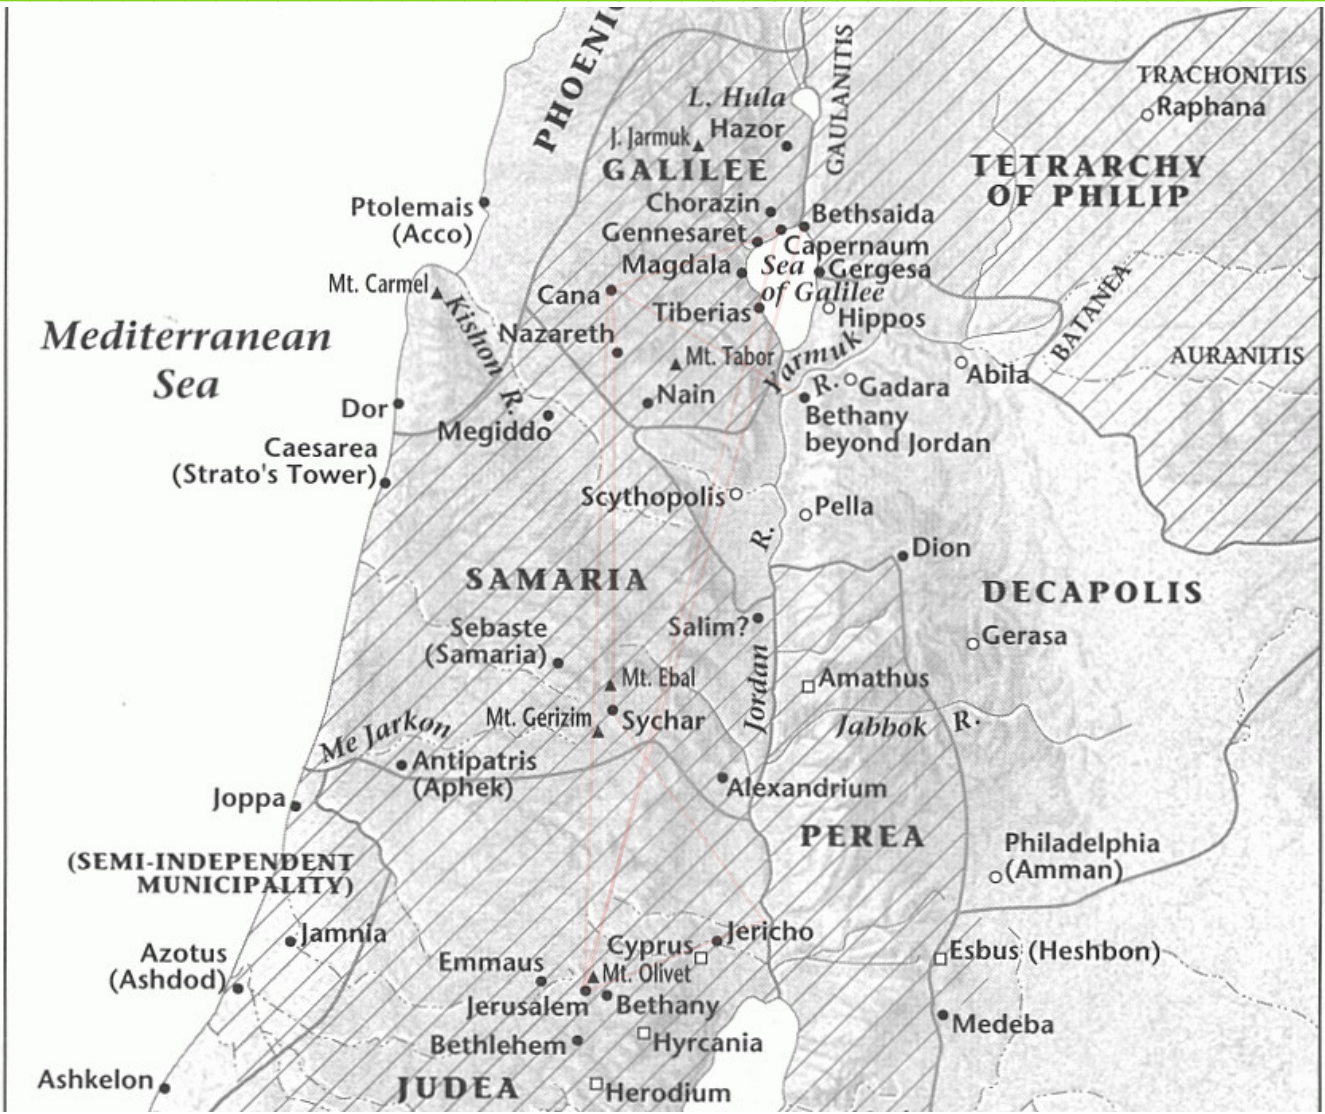 PHOENI
GAULANITIS
TRACHONITIS
Raphana
L. Hula
J. Jarmuk
Hazor
GALILEE
TETRARCHY
OF PHILIP
Chorazin
Bethsaida
Ptolemais
(Acco)
Gennesaret
Capernaum
Magdala
Sea
of Galilee
Gergesa
Mt. Carmel
Kishon R.
Cana
Tiberias
Hippos
BATANEA
Mediterranean
Sea
Nazareth
Mt. Tabor
Yarmuk R.
Gadara
Abila
AURANITIS
Dor
Nain
Bethany
beyond Jordan
Megiddo
Caesarea
(Strato's Tower)
Scythopolis
Pella
R.
Dion
SAMARIA
DECAPOLIS
Sebaste
(Samaria)
Salim?
Gerasa
Jordan
Mt. Ebal
Amathus
Mt. Gerizim
Sychar
Jabbok R.
Me Jarkon
Antipatris
(Aphek)
Alexandrium
Joppa
PEREA
(SEMI-INDEPENDENT
MUNICIPALITY)
Philadelphia
(Amman)
Jamnia
Jericho
Cyprus
Azotus
(Ashdod)
Emmaus
Mt. Olivet
Esbus (Heshbon)
Jerusalem
Bethany
Medeba
Bethlehem
Hyrcania
Ashkelon
JUDEA
Herodium